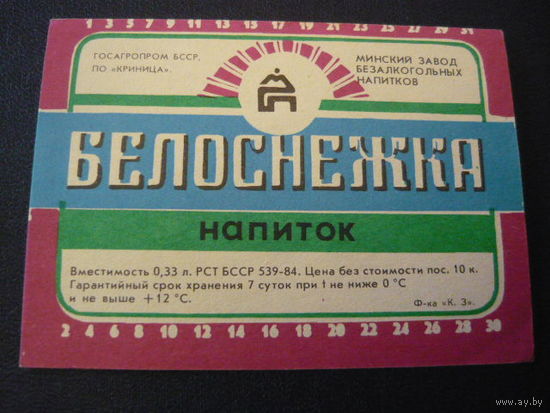 1 3 5 7 9 11 13 15 17 19 21 23 25 27 29 31
ГОСАГРОПРОМ БССР.
ПО «КРИНИЦА».
МИНСКИЙ ЗАВОД
БЕЗАЛКОГОЛЬНЫХ
НАПИТКОВ
БЕЛОСНЕЖКА
напиток
Вместимость 0,33 л. РСТ БССР 539-84. Цена без стоимости пос. 10 к.
Гарантийный срок хранения 7 суток при t не ниже 0 °С
и не выше +12 °С.
Ф-ка «К. З».
2 4 6 8 10 12 14 16 18 20 22 24 26 28 30
www.ay.by